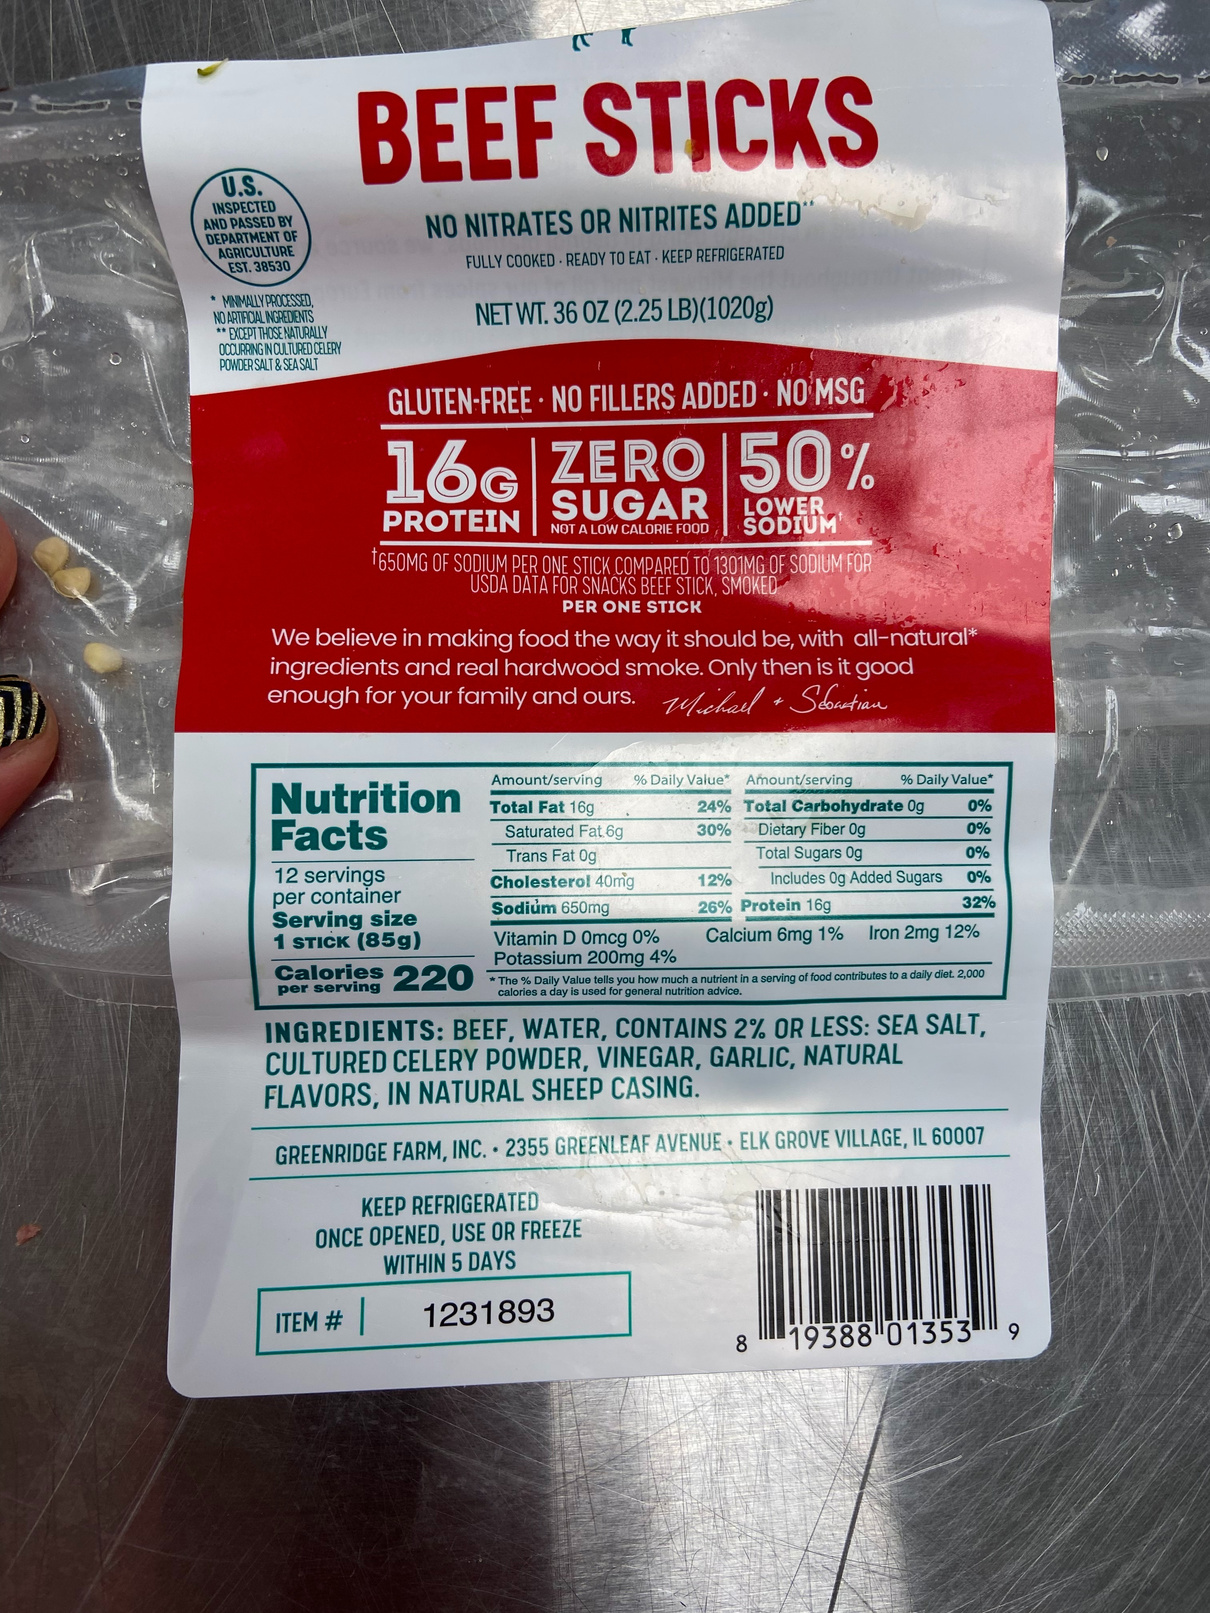 BEEF STICKS
U.S.
INSPECTED
AND PASSED BY
DEPARTMENT OF
AGRICULTURE
EST. 38530
NO NITRATES OR NITRITES ADDED**
FULLY COOKED · READY TO EAT · KEEP REFRIGERATED
NET WT. 36 OZ (2.25 LB)(1020g)
* MINIMALLY PROCESSED,
NO ARTIFICIAL INGREDIENTS
** EXCEPT THOSE NATURALLY
OCCURRING IN CULTURED CELERY
POWDER SALT & SEA SALT
GLUTEN-FREE · NO FILLERS ADDED · NO MSG
16G
PROTEIN
ZERO
SUGAR
NOT A LOW CALORIE FOOD
50%
LOWER
SODIUM†
†650MG OF SODIUM PER ONE STICK COMPARED TO 1301MG OF SODIUM FOR
USDA DATA FOR SNACKS BEEF STICK, SMOKED
PER ONE STICK
We believe in making food the way it should be, with all-natural*
ingredients and real hardwood smoke. Only then is it good
enough for your family and ours. Michael + Sebastian
Nutrition
Facts
12 servings
per container
Serving size
1 STICK (85g)
Calories
per serving 220
Amount/serving % Daily Value*
Total Fat 16g 24%
Saturated Fat 6g 30%
Trans Fat 0g
Cholesterol 40mg 12%
Sodium 650mg 26%
Amount/serving % Daily Value*
Total Carbohydrate 0g 0%
Dietary Fiber 0g 0%
Total Sugars 0g 0%
Includes 0g Added Sugars 0%
Protein 16g 32%
Vitamin D 0mcg 0% Calcium 6mg 1% Iron 2mg 12%
Potassium 200mg 4%
* The % Daily Value tells you how much a nutrient in a serving of food contributes to a daily diet. 2,000
calories a day is used for general nutrition advice.
INGREDIENTS: BEEF, WATER, CONTAINS 2% OR LESS: SEA SALT,
CULTURED CELERY POWDER, VINEGAR, GARLIC, NATURAL
FLAVORS, IN NATURAL SHEEP CASING.
GREENRIDGE FARM, INC. • 2355 GREENLEAF AVENUE • ELK GROVE VILLAGE, IL 60007
KEEP REFRIGERATED
ONCE OPENED, USE OR FREEZE
WITHIN 5 DAYS
ITEM # 1231893
8 19388 01353 9